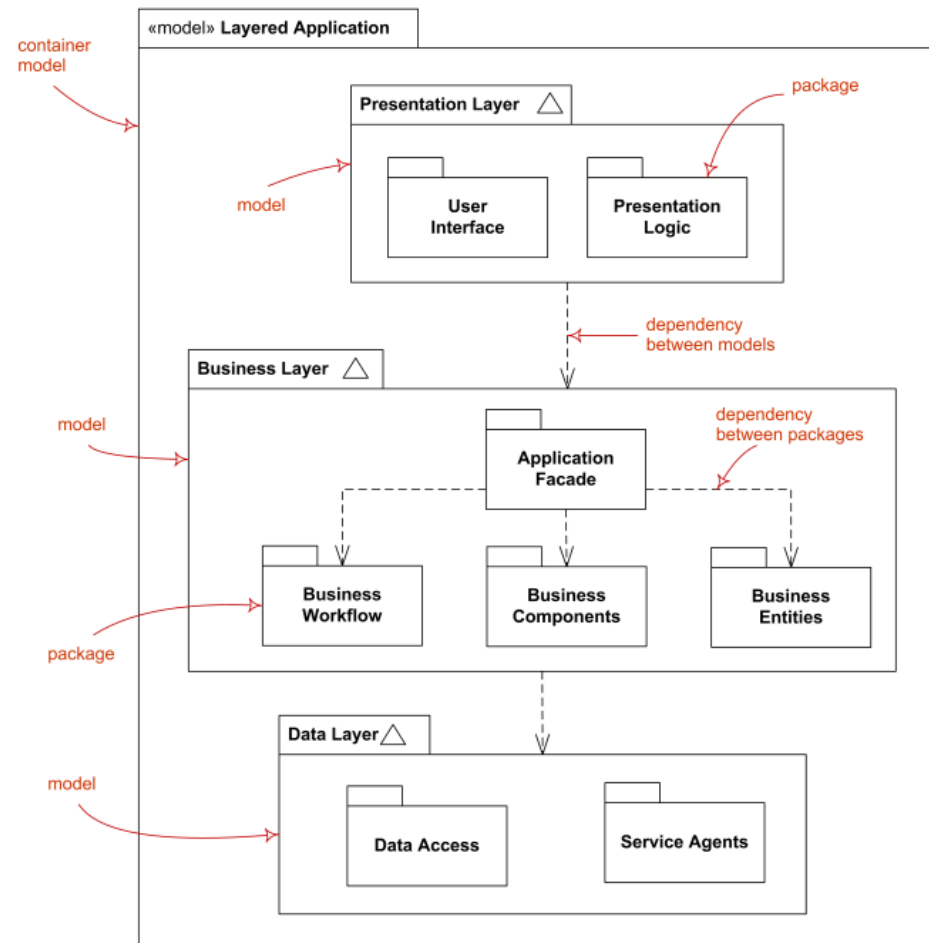 «model» Layered Application
container
model
Presentation Layer
package
model
User
Interface
Presentation
Logic
dependency
between models
Business Layer
model
dependency
between packages
Application
Facade
Business
Workflow
Business
Components
Business
Entities
package
Data Layer
model
Data Access
Service Agents